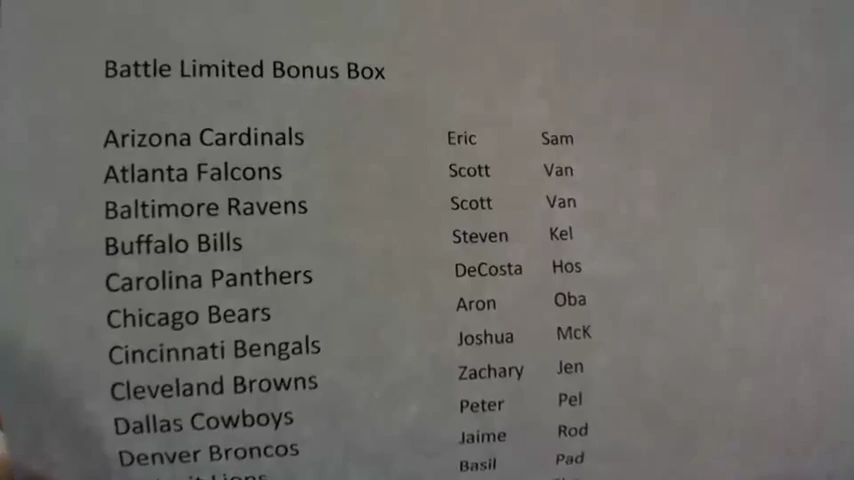 Battle Limited Bonus Box
Arizona Cardinals Eric Sam
Atlanta Falcons Scott Van
Baltimore Ravens Scott Van
Buffalo Bills Steven Kel
Carolina Panthers DeCosta Hos
Chicago Bears Aron Oba
Cincinnati Bengals Joshua McK
Cleveland Browns Zachary Jen
Dallas Cowboys Peter Pel
Denver Broncos Jaime Rod
Lions Basil Pad